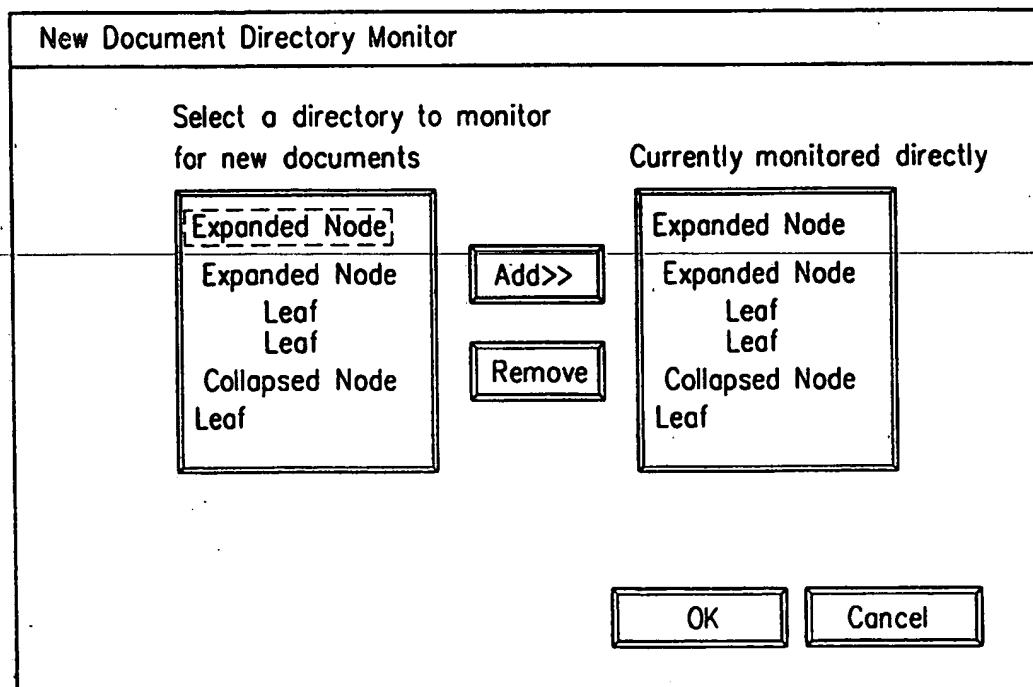 New Document Directory Monitor
Select a directory to monitor
for new documents
Expanded Node
Expanded Node
Leaf
Leaf
Collapsed Node
Leaf
Add>>
Remove
Currently monitored directly
Expanded Node
Expanded Node
Leaf
Leaf
Collapsed Node
Leaf
OK
Cancel